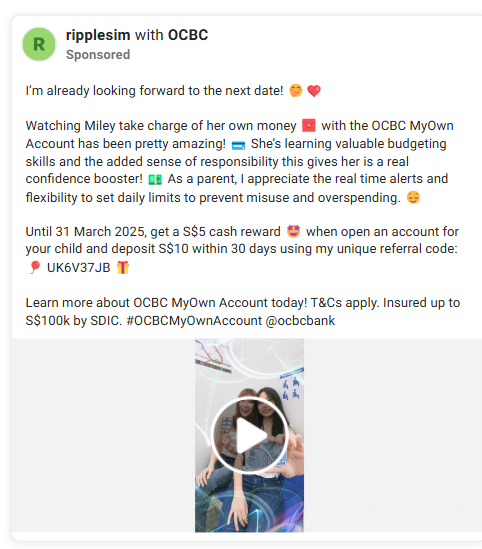 R
ripplesim with OCBC
Sponsored
I'm already looking forward to the next date! 🤭❤️
Watching Miley take charge of her own money 🧧 with the OCBC MyOwn
Account has been pretty amazing! 💳 She's learning valuable budgeting
skills and the added sense of responsibility this gives her is a real
confidence booster! 💵 As a parent, I appreciate the real time alerts and
flexibility to set daily limits to prevent misuse and overspending. 😌
Until 31 March 2025, get a S$5 cash reward 🤩 when open an account for
your child and deposit S$10 within 30 days using my unique referral code:
🎈 UK6V37JB 🎁
Learn more about OCBC MyOwn Account today! T&Cs apply. Insured up to
S$100k by SDIC. #OCBCMyOwnAccount @ocbcbank